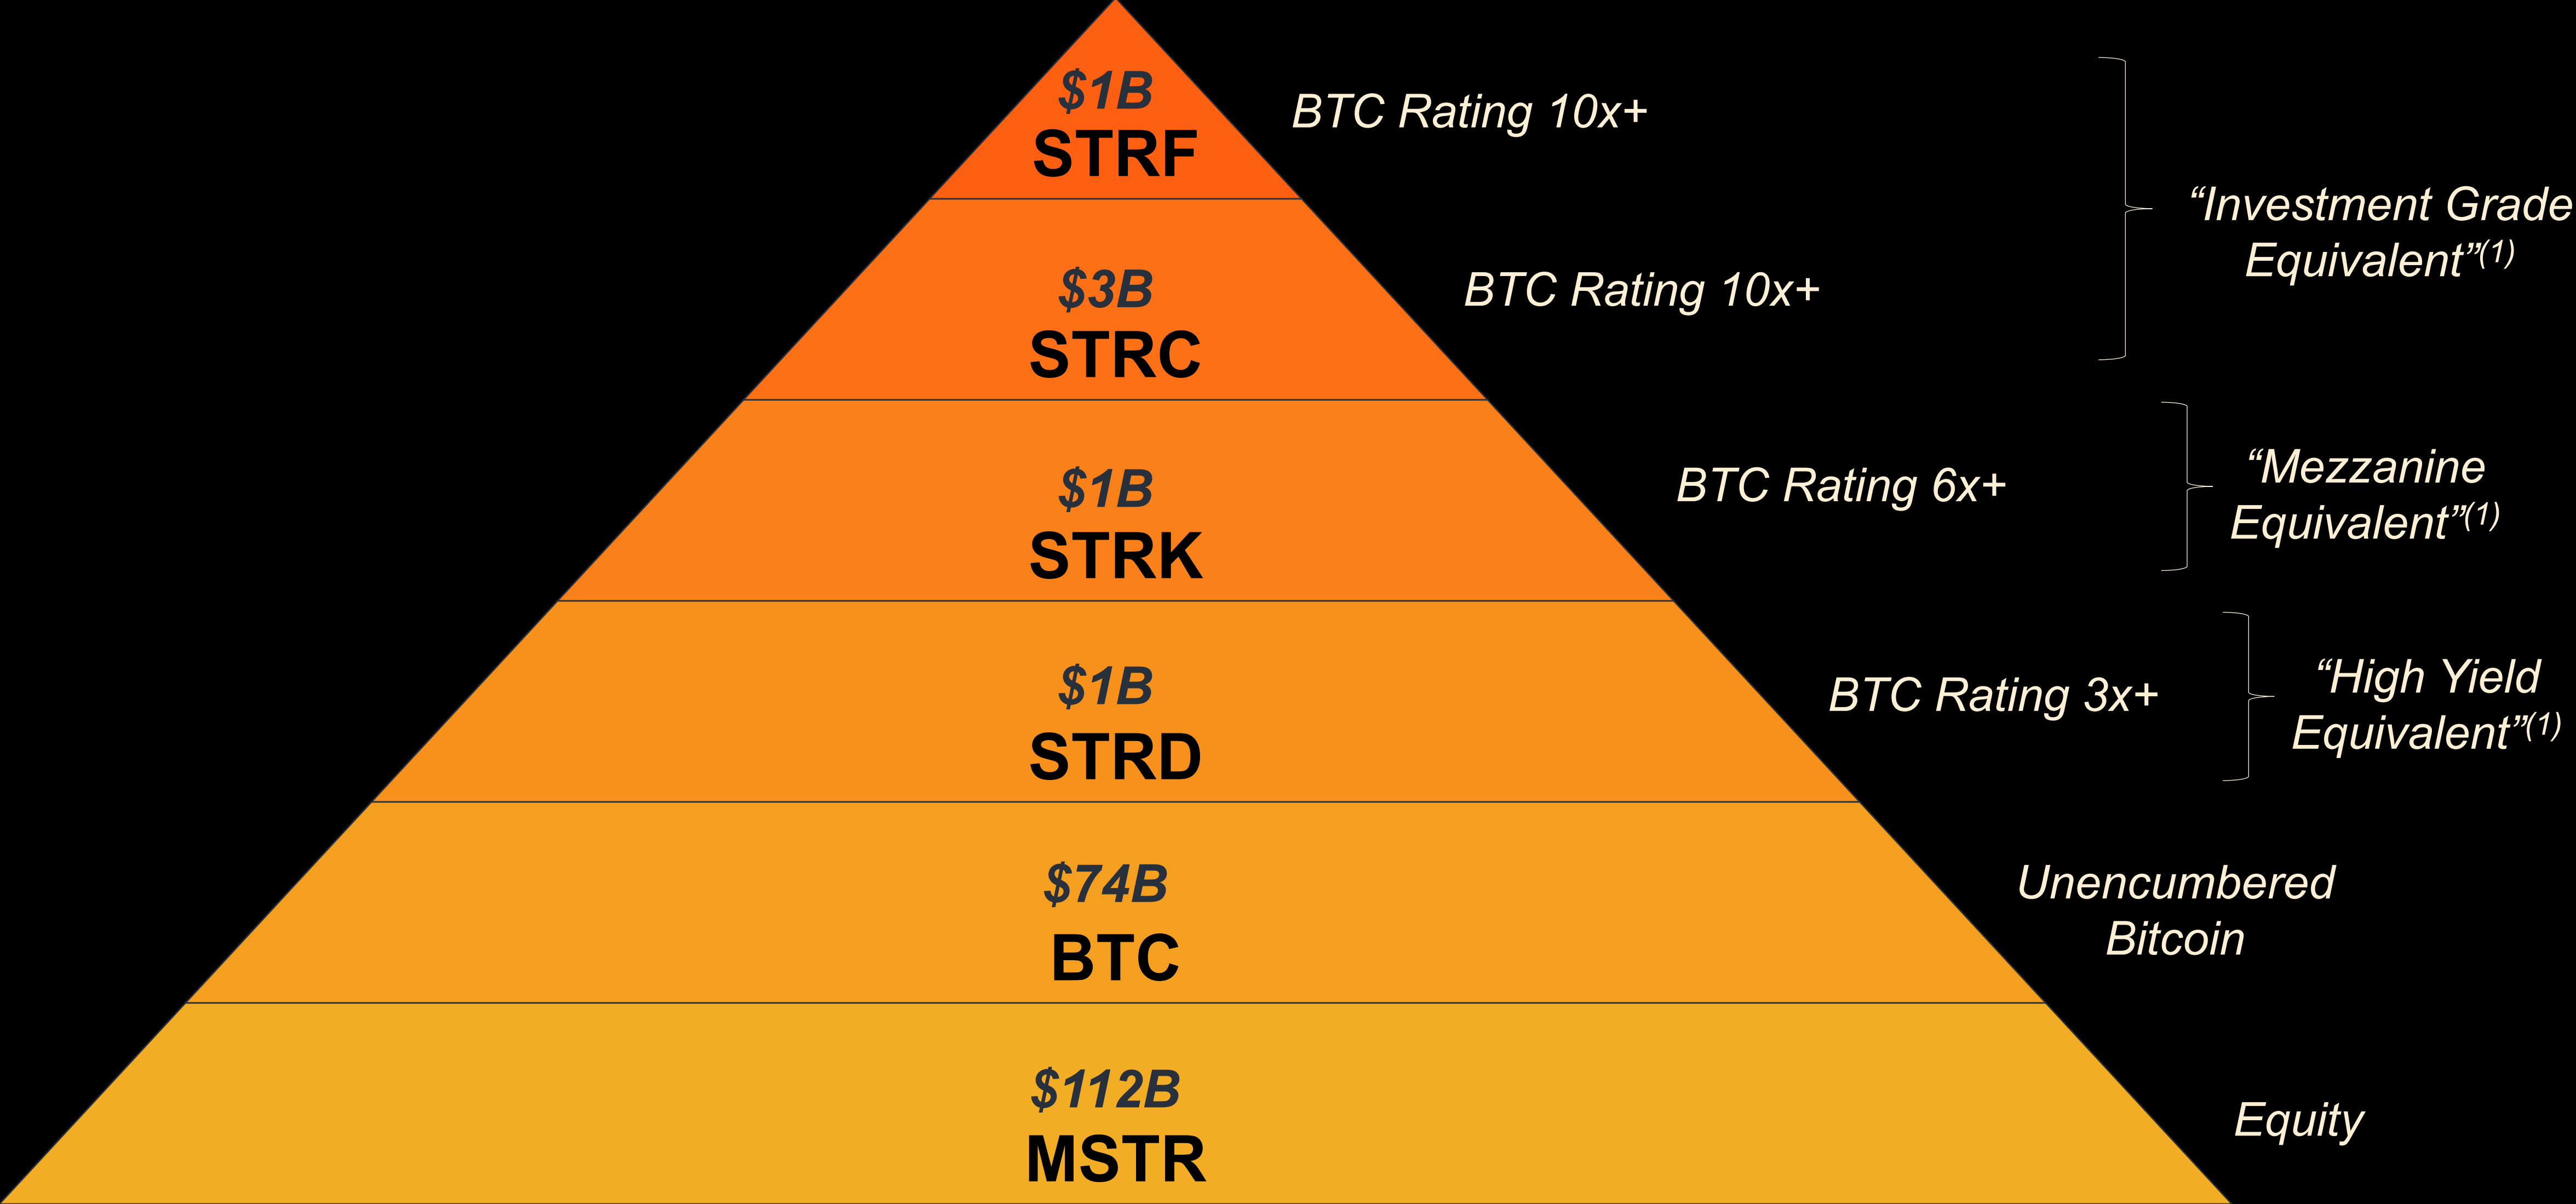 $1B
STRF
BTC Rating 10x+
“Investment Grade
Equivalent”(1)
$3B
STRC
BTC Rating 10x+
$1B
STRK
BTC Rating 6x+
“Mezzanine
Equivalent”(1)
$1B
STRD
BTC Rating 3x+
“High Yield
Equivalent”(1)
$74B
BTC
Unencumbered
Bitcoin
$112B
MSTR
Equity